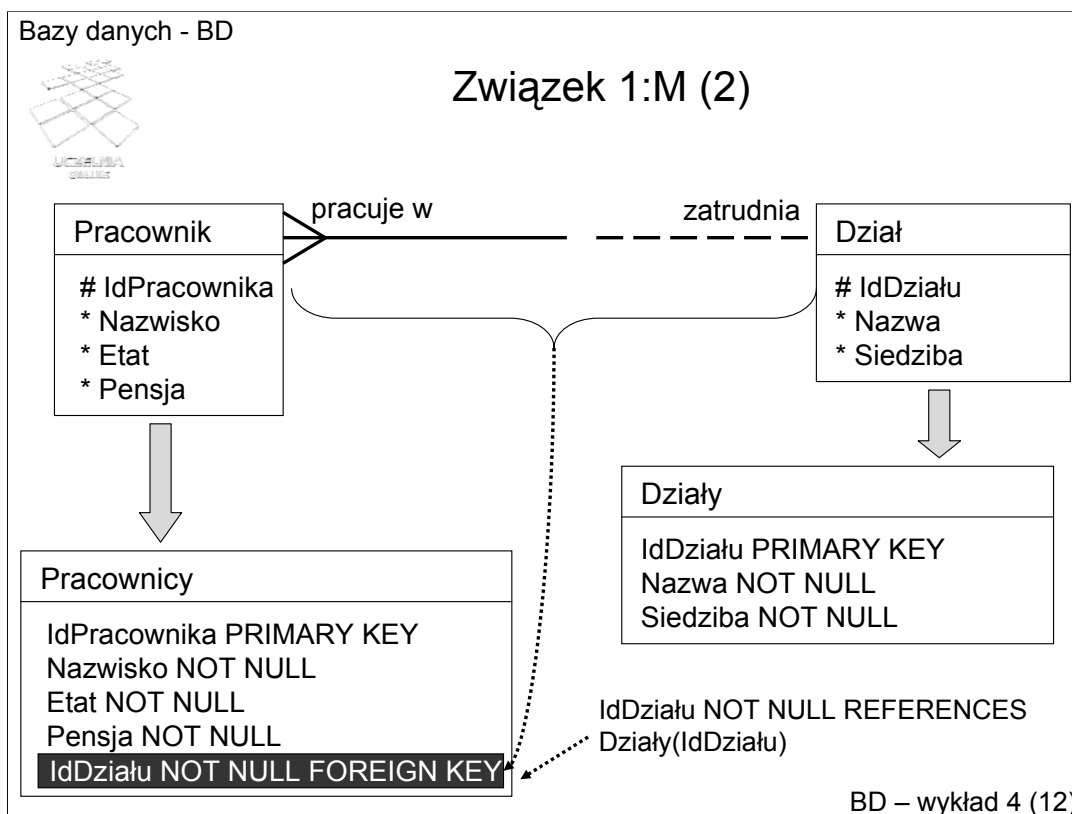 Bazy danych - BD
Związek 1:M (2)
UCZELNIA
ONLINE
pracuje w
zatrudnia
Pracownik
# IdPracownika
* Nazwisko
* Etat
* Pensja
Dział
# IdDziału
* Nazwa
* Siedziba
Działy
IdDziału PRIMARY KEY
Nazwa NOT NULL
Siedziba NOT NULL
Pracownicy
IdPracownika PRIMARY KEY
Nazwisko NOT NULL
Etat NOT NULL
Pensja NOT NULL
IdDziału NOT NULL FOREIGN KEY
IdDziału NOT NULL REFERENCES
Działy(IdDziału)
BD – wykład 4 (12)